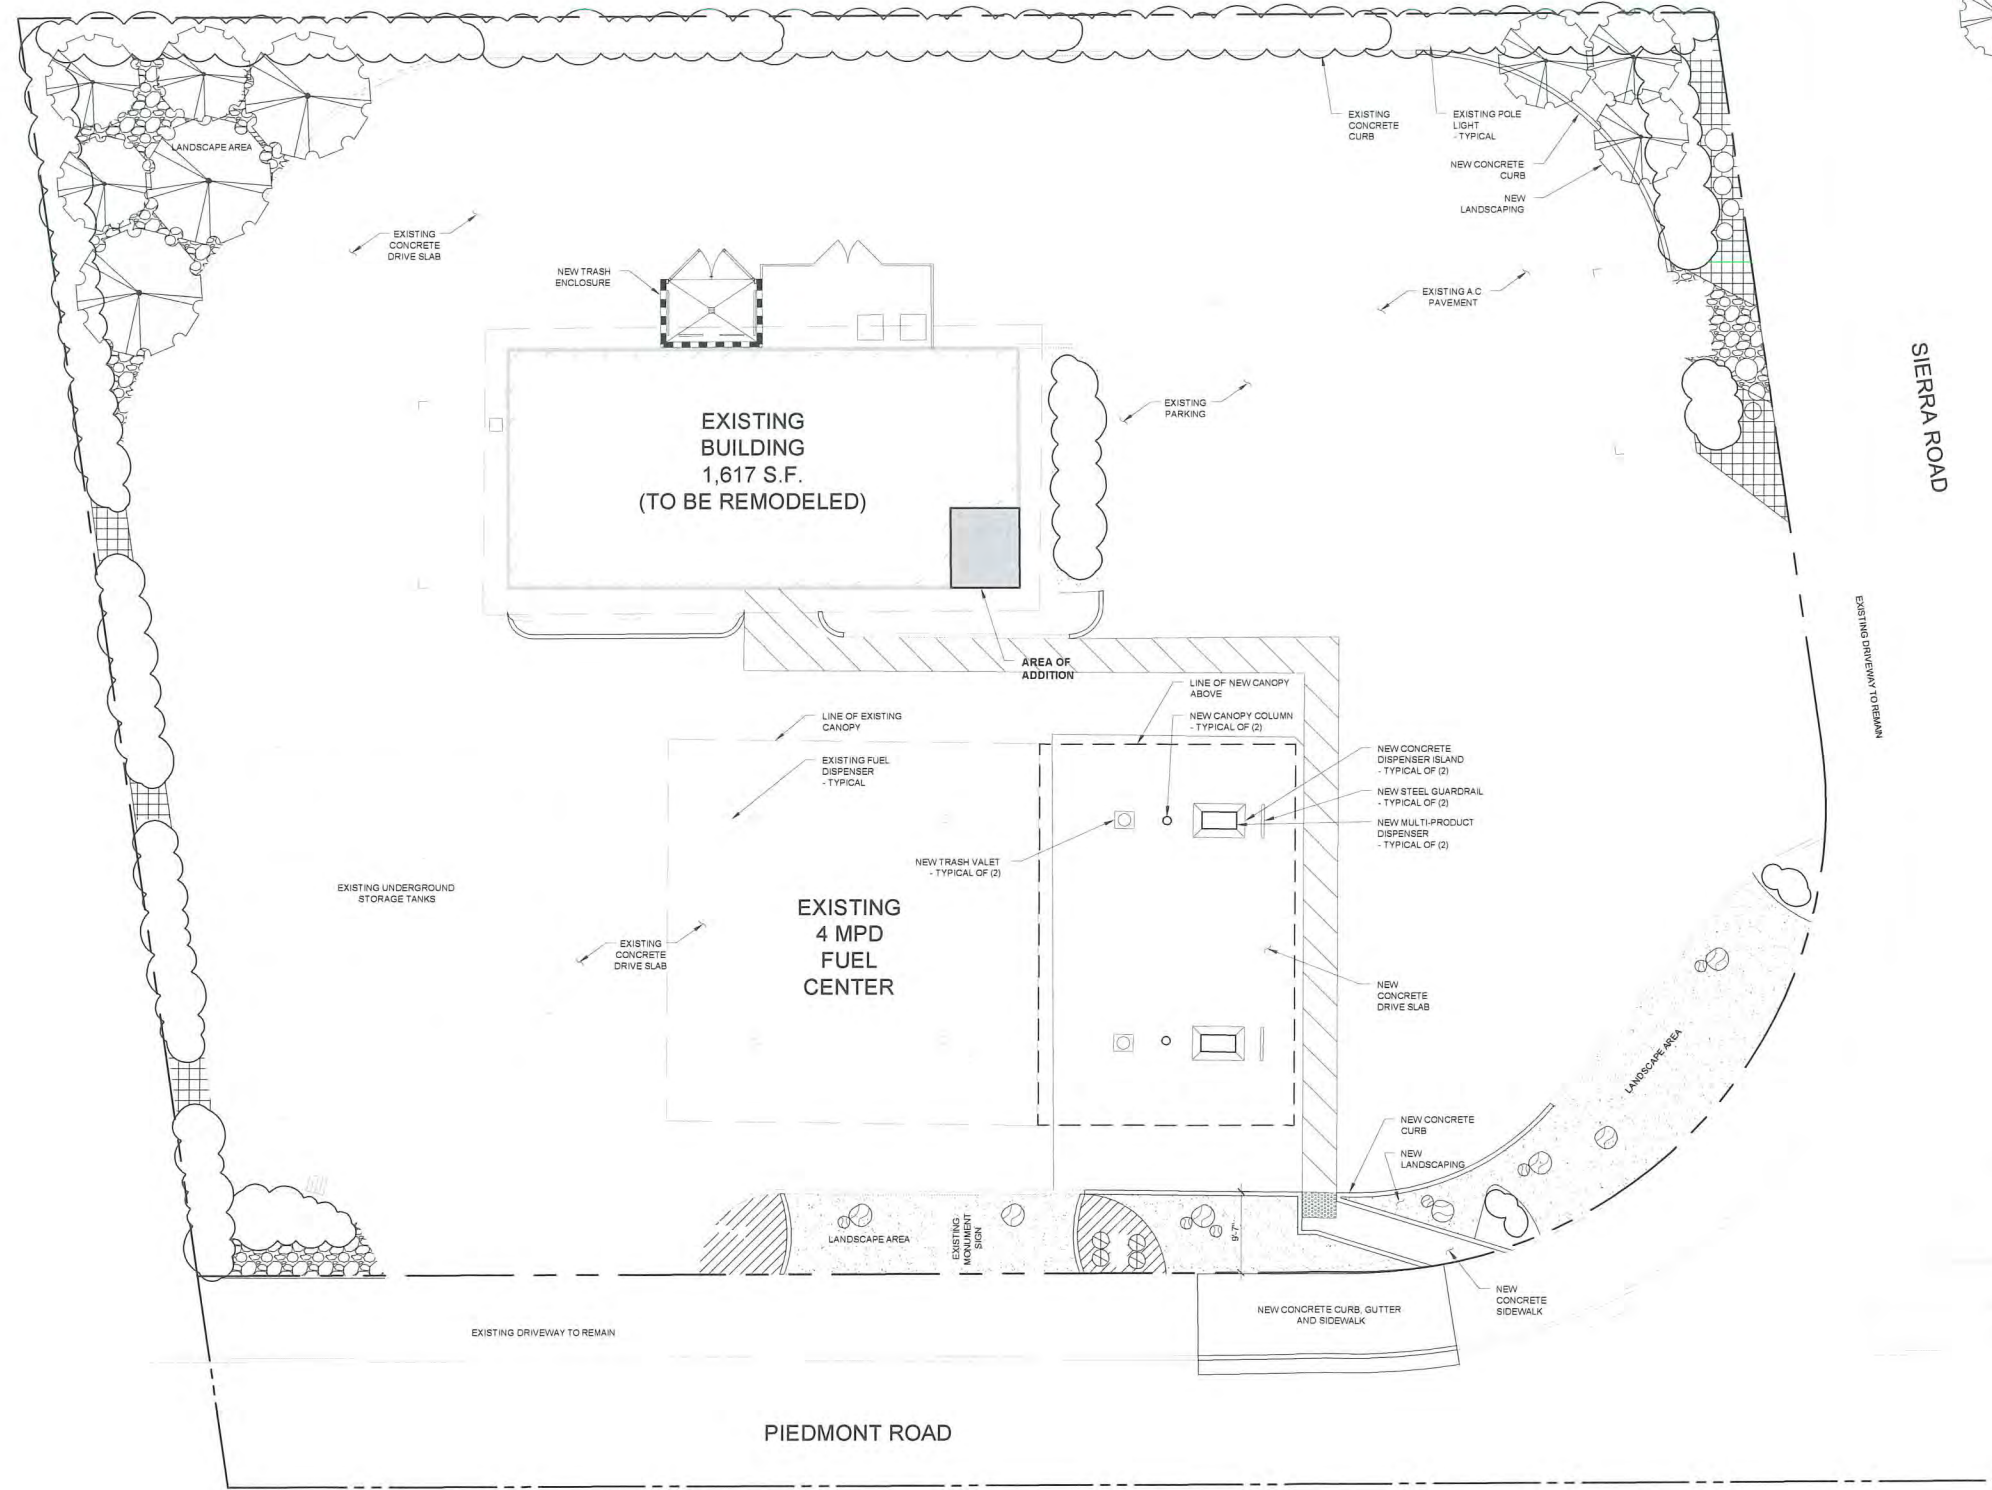 EXISTING
CONCRETE
CURB
EXISTING POLE
LIGHT
- TYPICAL
NEW CONCRETE
CURB
NEW
LANDSCAPING
LANDSCAPE AREA
EXISTING
CONCRETE
DRIVE SLAB
NEW TRASH
ENCLOSURE
EXISTING A.C
PAVEMENT
SIERRA ROAD
EXISTING
PARKING
EXISTING
BUILDING
1,617 S.F.
(TO BE REMODELED)
EXISTING DRIVEWAY TO REMAIN
AREA OF
ADDITION
LINE OF NEW CANOPY
ABOVE
NEW CANOPY COLUMN
- TYPICAL OF (2)
LINE OF EXISTING
CANOPY
EXISTING FUEL
DISPENSER
- TYPICAL
NEW CONCRETE
DISPENSER ISLAND
- TYPICAL OF (2)
NEW STEEL GUARDRAIL
- TYPICAL OF (2)
NEW MULTI-PRODUCT
DISPENSER
- TYPICAL OF (2)
NEW TRASH VALET
- TYPICAL OF (2)
EXISTING UNDERGROUND
STORAGE TANKS
EXISTING
4 MPD
FUEL
CENTER
EXISTING
CONCRETE
DRIVE SLAB
NEW
CONCRETE
DRIVE SLAB
LANDSCAPE AREA
NEW CONCRETE
CURB
NEW
LANDSCAPING
LANDSCAPE AREA
EXISTING
MONUMENT
SIGN
9'-7"
NEW
CONCRETE
SIDEWALK
NEW CONCRETE CURB, GUTTER
AND SIDEWALK
EXISTING DRIVEWAY TO REMAIN
PIEDMONT ROAD